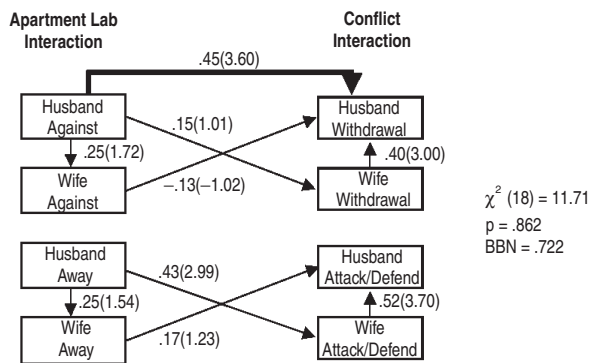 Apartment Lab
Interaction
Conflict
Interaction
.45(3.60)
Husband
Against
Husband
Withdrawal
.15(1.01)
.25(1.72)
.40(3.00)
Wife
Against
–.13(–1.02)
Wife
Withdrawal
χ² (18) = 11.71
p = .862
BBN = .722
Husband
Away
.43(2.99)
Husband
Attack/Defend
.25(1.54)
.52(3.70)
Wife
Away
.17(1.23)
Wife
Attack/Defend